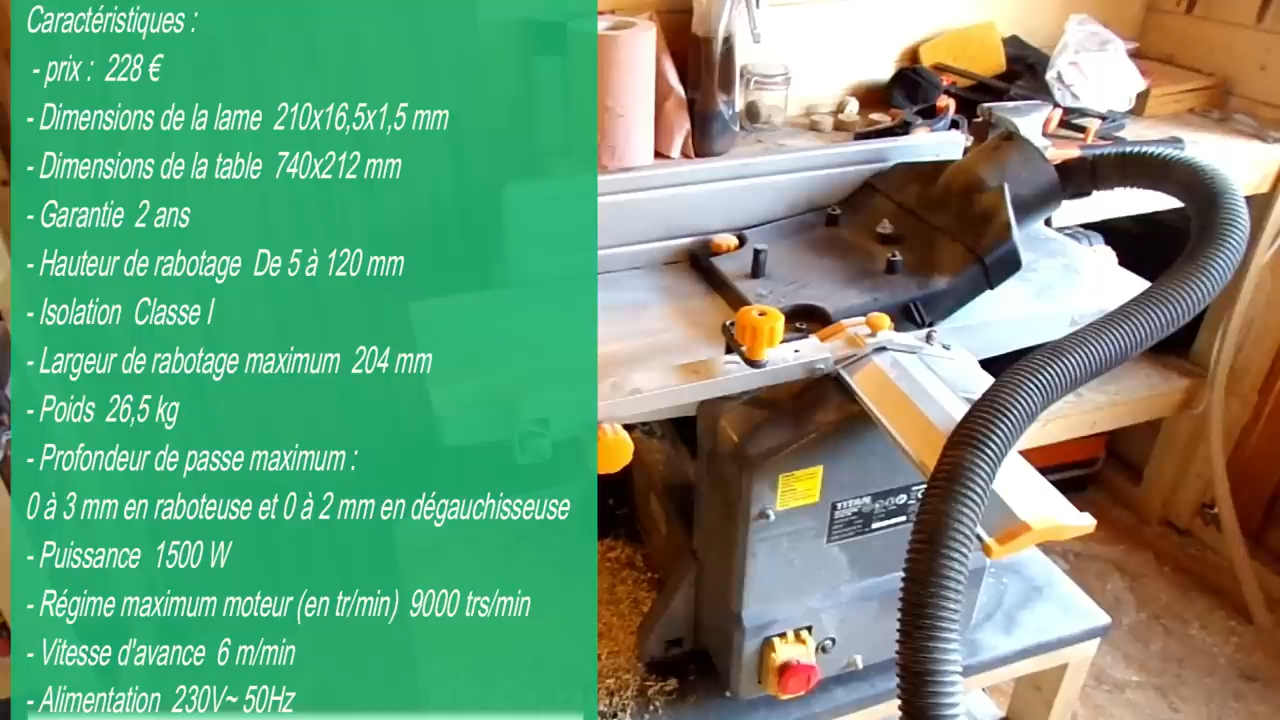 Caractéristiques :
- prix : 228 €
- Dimensions de la lame 210x16,5x1,5 mm
- Dimensions de la table 740x212 mm
- Garantie 2 ans
- Hauteur de rabotage De 5 à 120 mm
- Isolation Classe I
- Largeur de rabotage maximum 204 mm
- Poids 26,5 kg
- Profondeur de passe maximum :
0 à 3 mm en raboteuse et 0 à 2 mm en dégauchisseuse
- Puissance 1500 W
- Régime maximum moteur (en tr/min) 9000 trs/min
- Vitesse d'avance 6 m/min
- Alimentation 230V~ 50Hz
TITAN